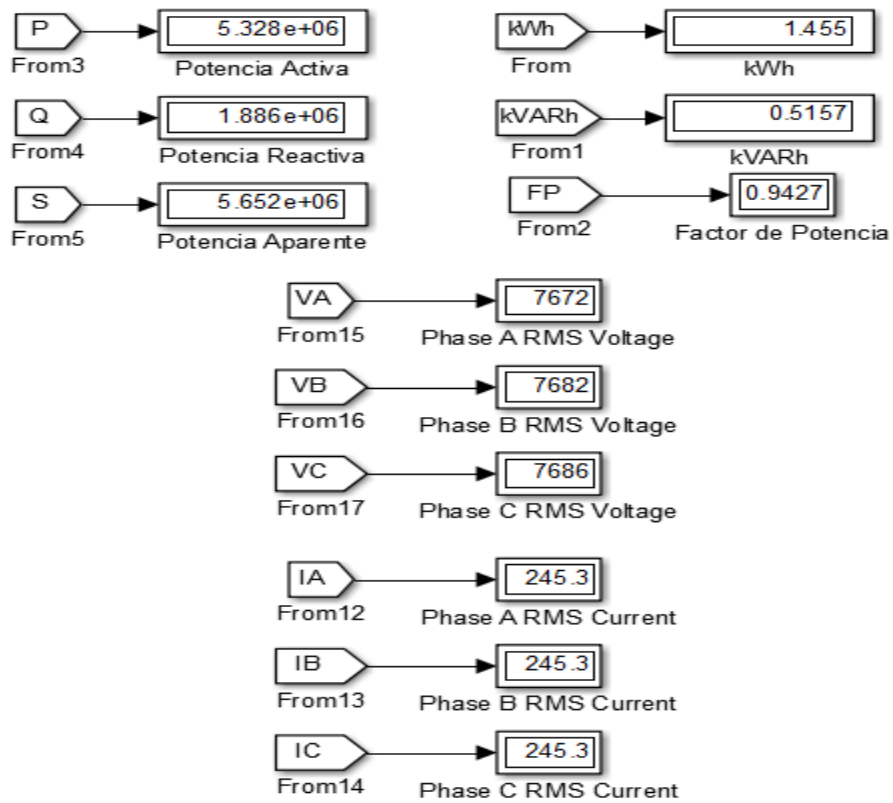 P
5.328e+06
From3
Potencia Activa
kWh
1.455
From
kWh
Q
1.886e+06
From4
Potencia Reactiva
kVARh
0.5157
From1
kVARh
S
5.652e+06
From5
Potencia Aparente
FP
0.9427
From2
Factor de Potencia
VA
7672
From15
Phase A RMS Voltage
VB
7682
From16
Phase B RMS Voltage
VC
7686
From17
Phase C RMS Voltage
IA
245.3
From12
Phase A RMS Current
IB
245.3
From13
Phase B RMS Current
IC
245.3
From14
Phase C RMS Current